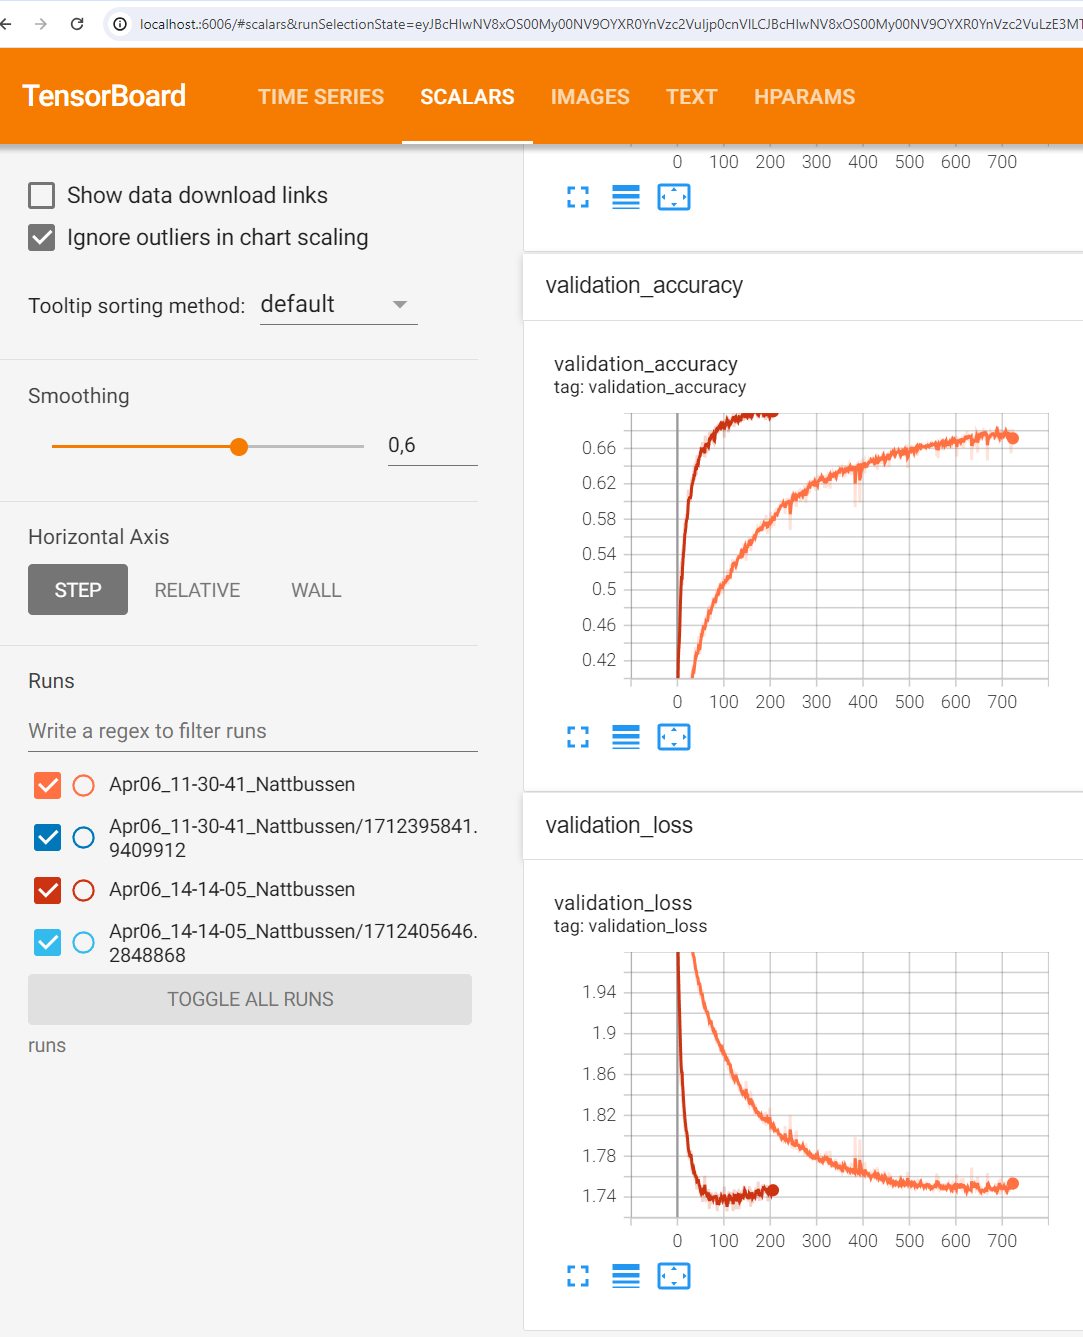 localhost.:6006/#scalars&runSelectionState=eyJBcHIwNV8xOS00My00NV9OYXR0YnVzc2VuIjp0cnVlLCJBcHIwNV8xOS00My00NV9OYXR0YnVzc2VuLzE3MT
TensorBoard
TIME SERIES SCALARS IMAGES TEXT HPARAMS
Show data download links
Ignore outliers in chart scaling
Tooltip sorting method: default
Smoothing
0,6
Horizontal Axis
STEP RELATIVE WALL
Runs
Write a regex to filter runs
Apr06_11-30-41_Nattbussen
Apr06_11-30-41_Nattbussen/1712395841.
9409912
Apr06_14-14-05_Nattbussen
Apr06_14-14-05_Nattbussen/1712405646.
2848868
TOGGLE ALL RUNS
runs
0 100 200 300 400 500 600 700
validation_accuracy
validation_accuracy
tag: validation_accuracy
0.66
0.62
0.58
0.54
0.5
0.46
0.42
0 100 200 300 400 500 600 700
validation_loss
validation_loss
tag: validation_loss
1.94
1.9
1.86
1.82
1.78
1.74
0 100 200 300 400 500 600 700